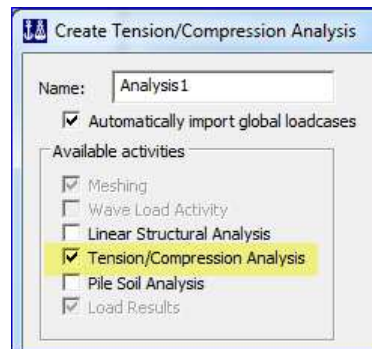 Create Tension/Compression Analysis
Name: Analysis1
Automatically import global loadcases
Available activities
Meshing
Wave Load Activity
Linear Structural Analysis
Tension/Compression Analysis
Pile Soil Analysis
Load Results